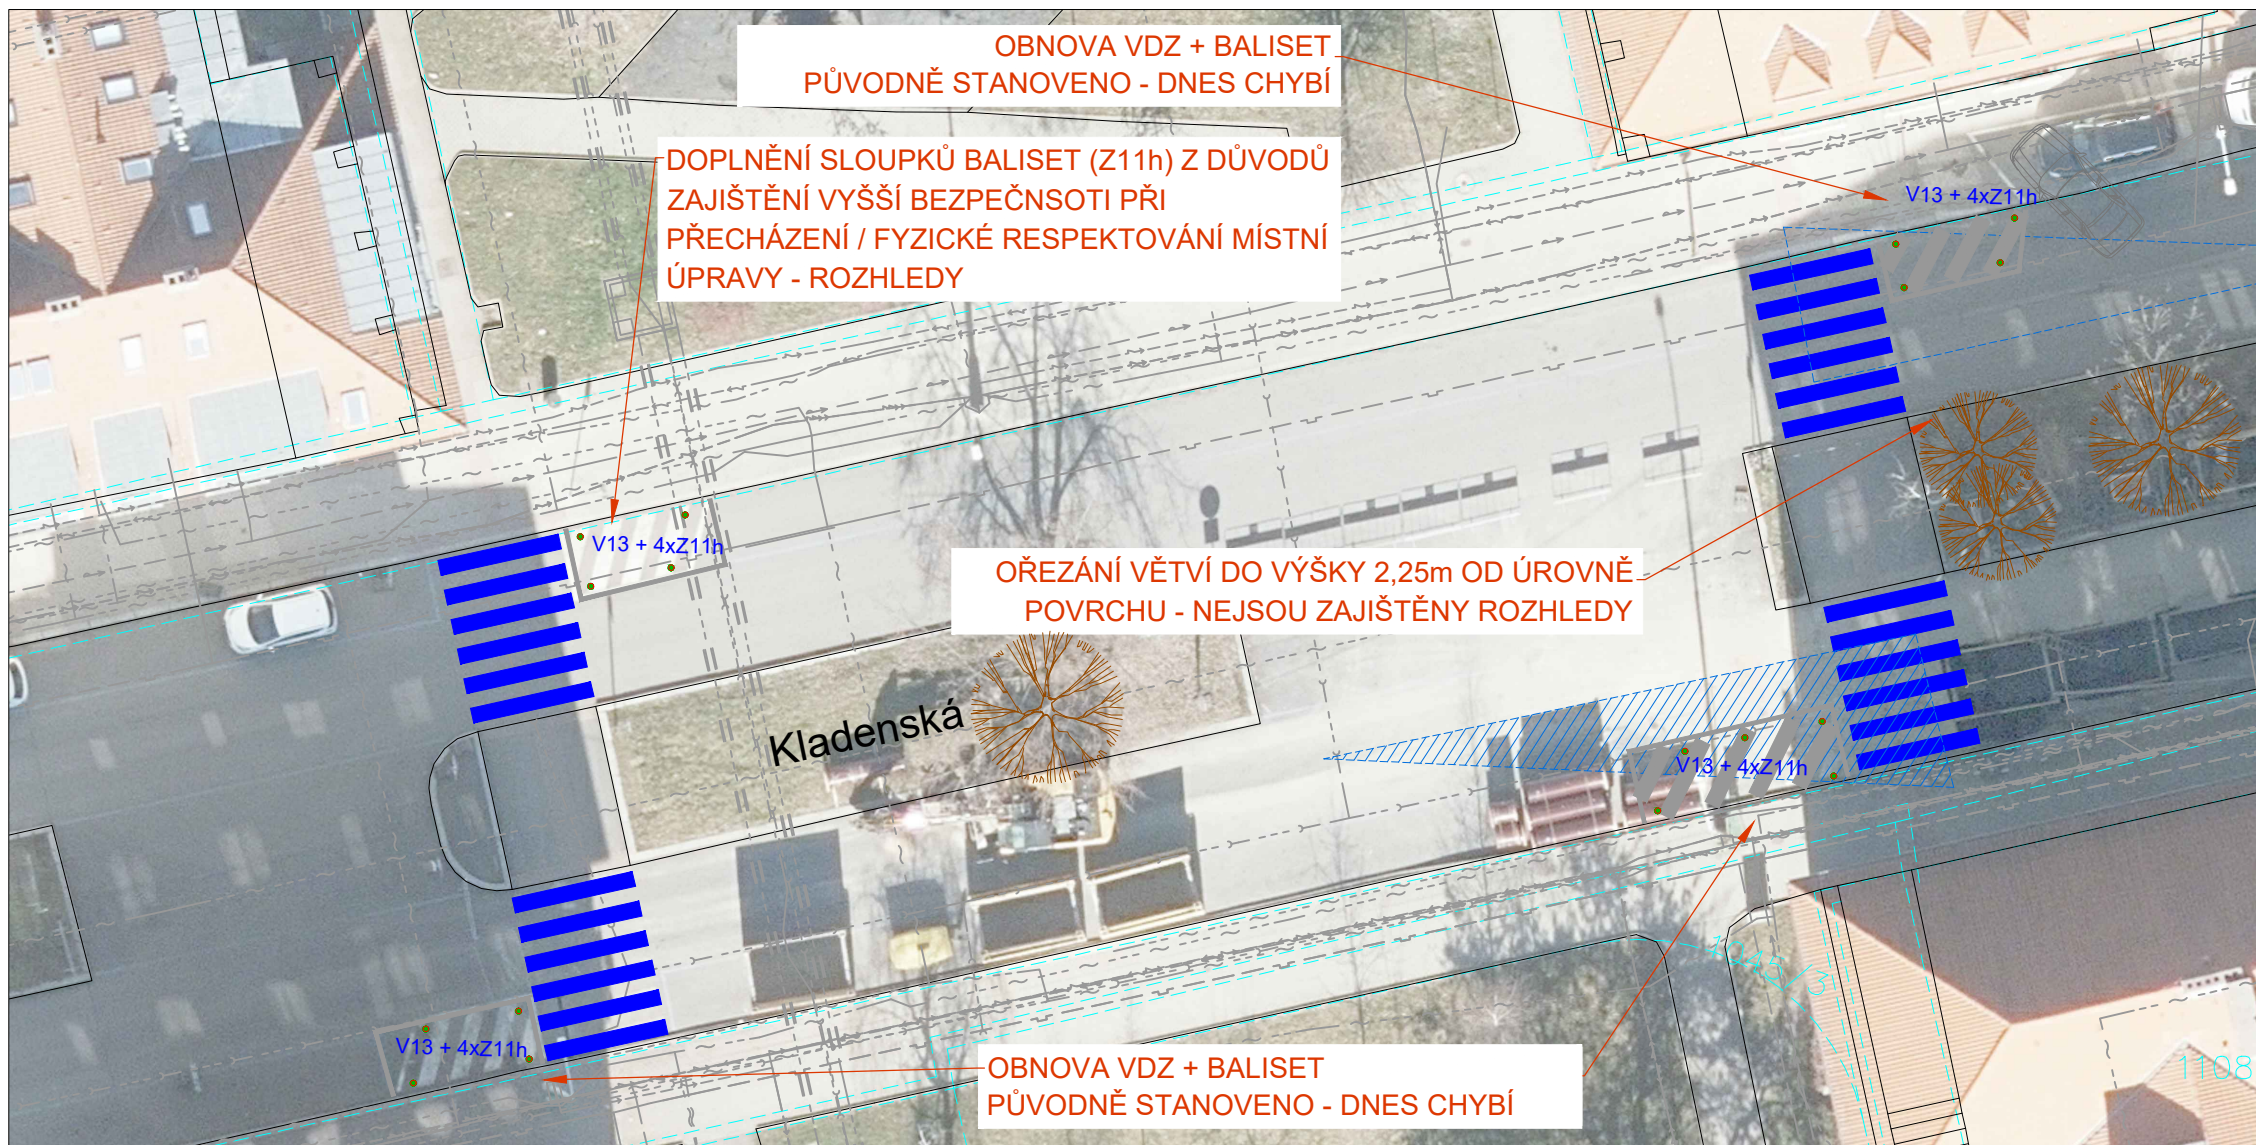 OBNOVA VDZ + BALISET
PŮVODNĚ STANOVENO - DNES CHYBÍ
DOPLNĚNÍ SLOUPKŮ BALISET (Z11h) Z DŮVODŮ
ZAJIŠTĚNÍ VYŠŠÍ BEZPEČNSOTI PŘI
PŘECHÁZENÍ / FYZICKÉ RESPEKTOVÁNÍ MÍSTNÍ
ÚPRAVY - ROZHLEDY
V13 + 4xZ11h
V13 + 4xZ11h
OŘEZÁNÍ VĚTVÍ DO VÝŠKY 2,25m OD ÚROVNĚ
POVRCHU - NEJSOU ZAJIŠTĚNY ROZHLEDY
Kladenská
V13 + 4xZ11h
1045/3
V13 + 4xZ11h
OBNOVA VDZ + BALISET
PŮVODNĚ STANOVENO - DNES CHYBÍ
1108